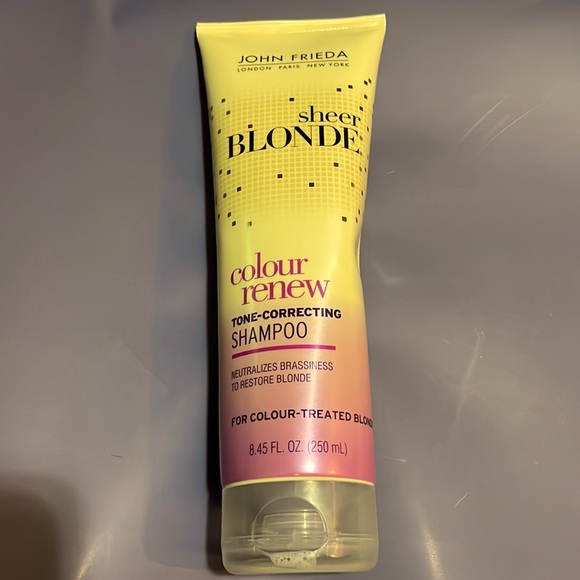 JOHN FRIEDA
LONDON PARIS NEW YORK
sheer
BLONDE
colour
renew
TONE-CORRECTING
SHAMPOO
NEUTRALIZES BRASSINESS
TO RESTORE BLONDE
FOR COLOUR-TREATED BLONDE
8.45 FL. OZ. (250 mL)